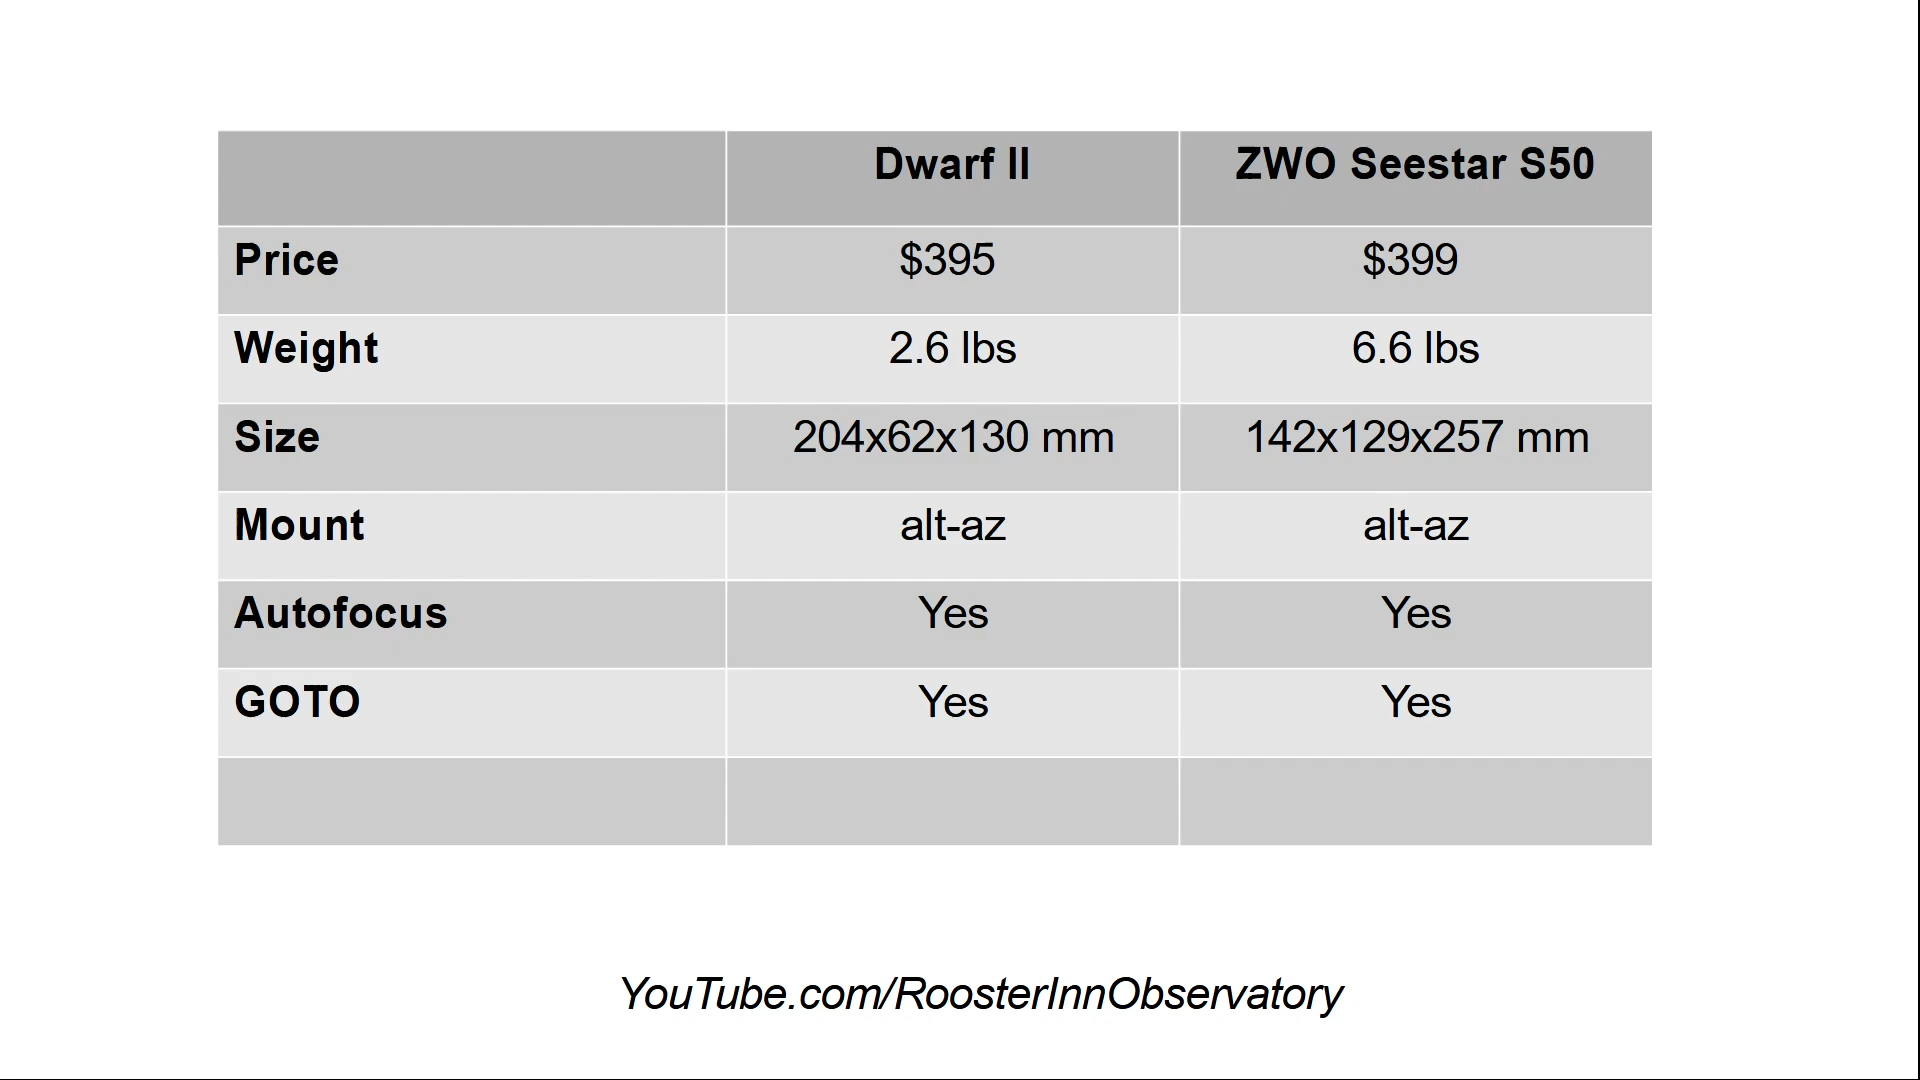 Dwarf II ZWO Seestar S50
Price $395 $399
Weight 2.6 lbs 6.6 lbs
Size 204x62x130 mm 142x129x257 mm
Mount alt-az alt-az
Autofocus Yes Yes
GOTO Yes Yes
YouTube.com/RoosterInnObservatory